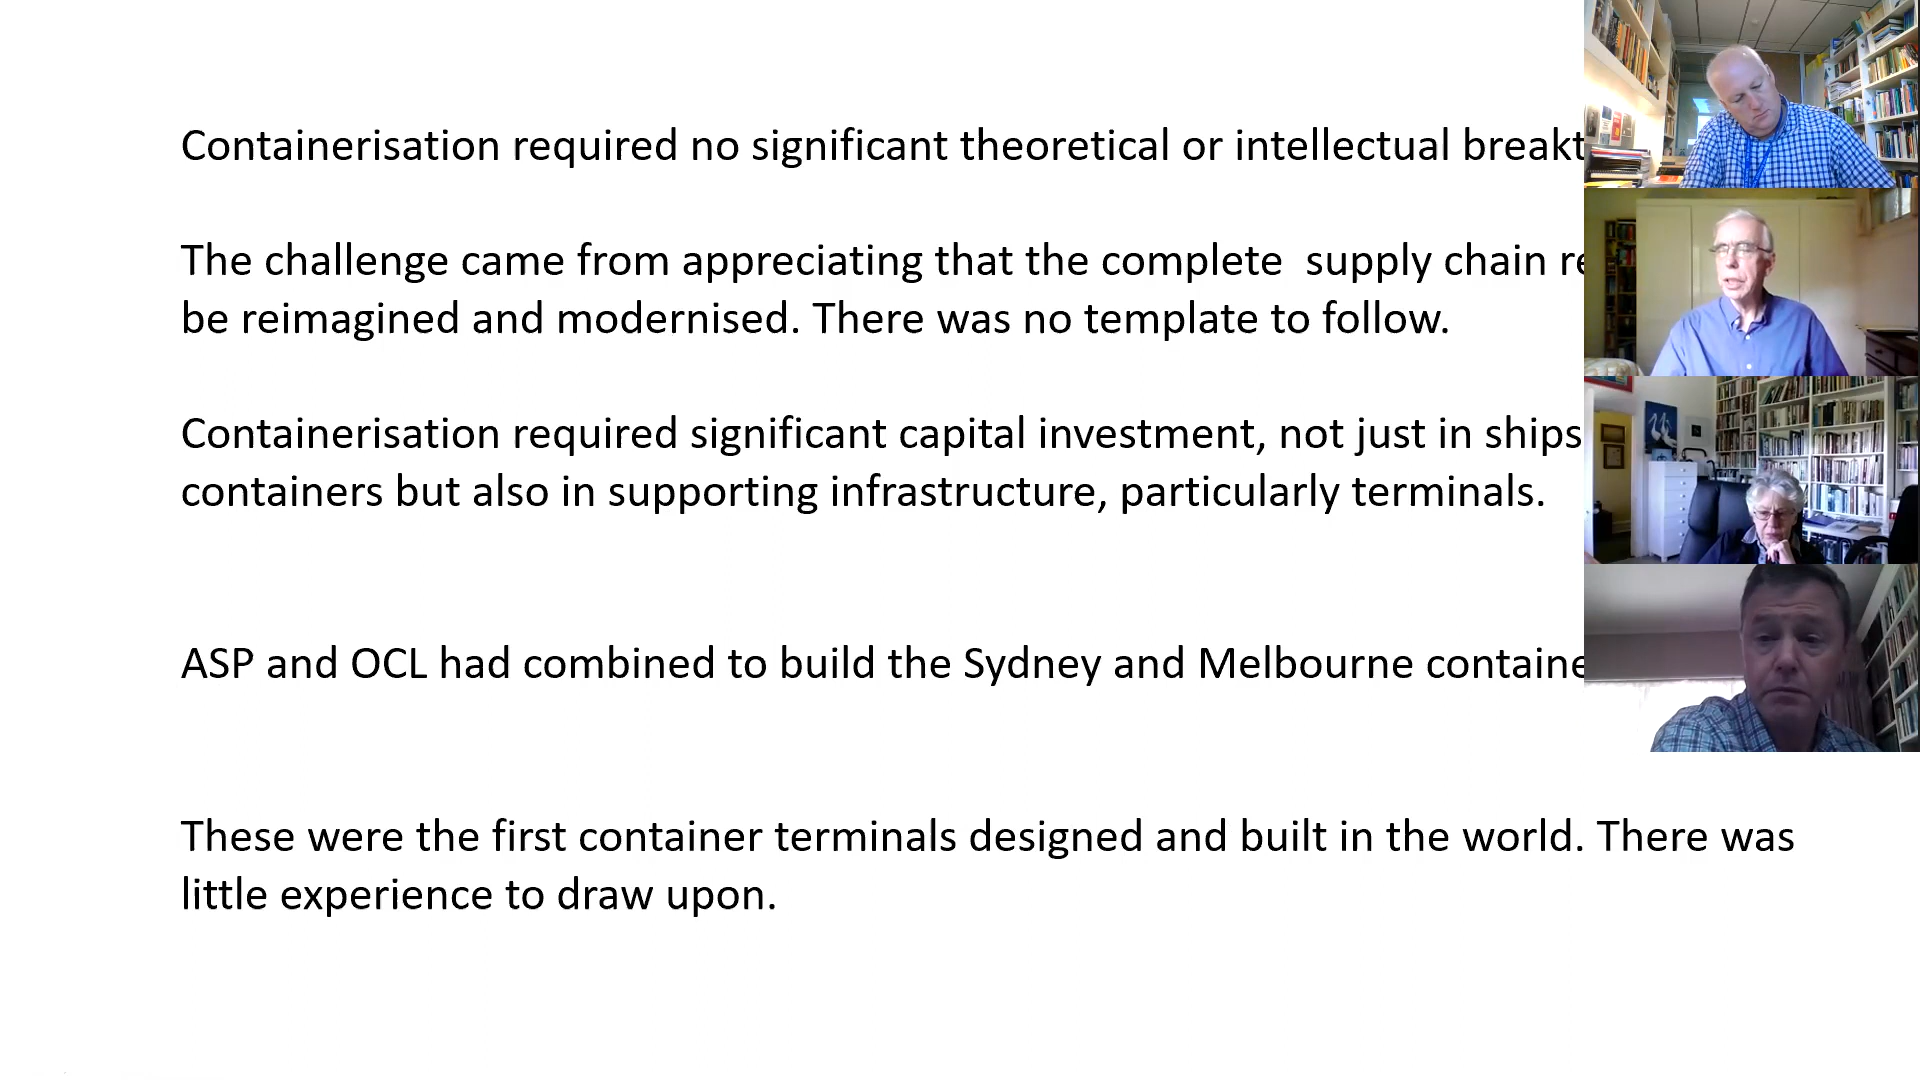 Containerisation required no significant theoretical or intellectual
The challenge came from appreciating that the complete  supply chain
be reimagined and modernised. There was no template to follow.
Containerisation required significant capital investment, not just in ships
containers but also in supporting infrastructure, particularly terminals.
ASP and OCL had combined to build the Sydney and Melbourne
These were the first container terminals designed and built in the world. There was
little experience to draw upon.